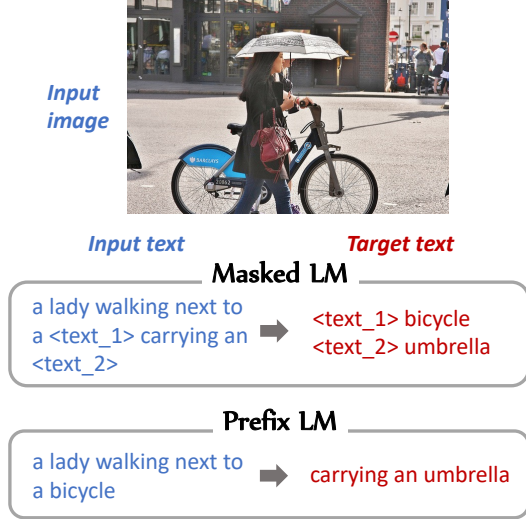 Input
image
BARCLAYS
Input text
Target text
Masked LM
a lady walking next to
a <text_1> carrying an
<text_2>
<text_1> bicycle
<text_2> umbrella
Prefix LM
a lady walking next to
a bicycle
carrying an umbrella